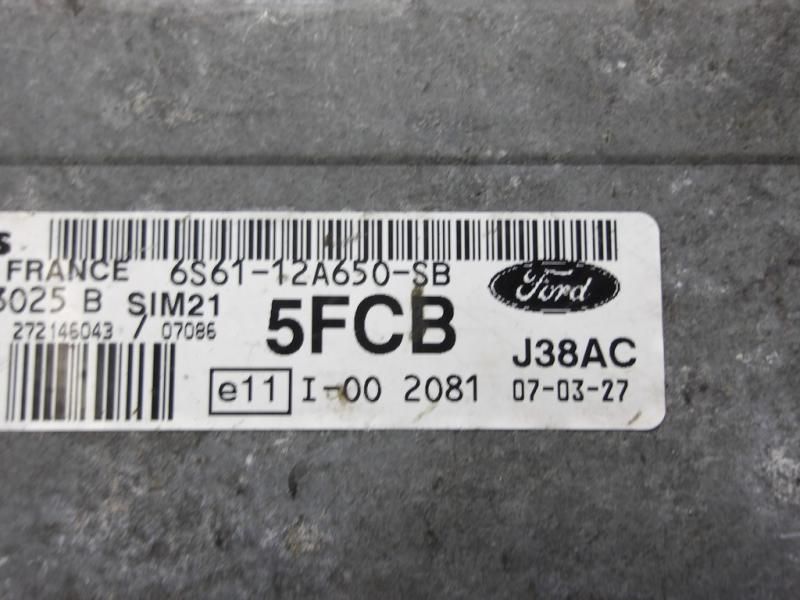 S
FRANCE 6S61-12A650-SB
3025 B SIM21 5FCB Ford
272146043 / 07086 J38AC
e11 I-00 2081 07-03-27